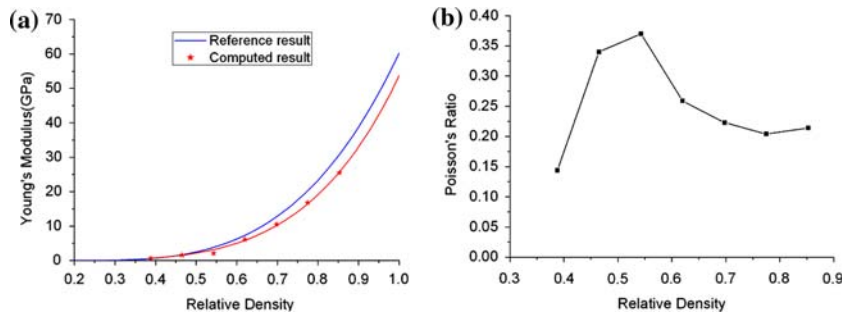 (a)
70
60
50
40
30
20
10
0
Young's Modulus(GPa)
Reference result
Computed result
0.2 0.3 0.4 0.5 0.6 0.7 0.8 0.9 1.0
Relative Density
(b)
0.40
0.35
0.30
0.25
0.20
0.15
0.10
0.05
0.00
Poisson's Ratio
0.3 0.4 0.5 0.6 0.7 0.8 0.9
Relative Density